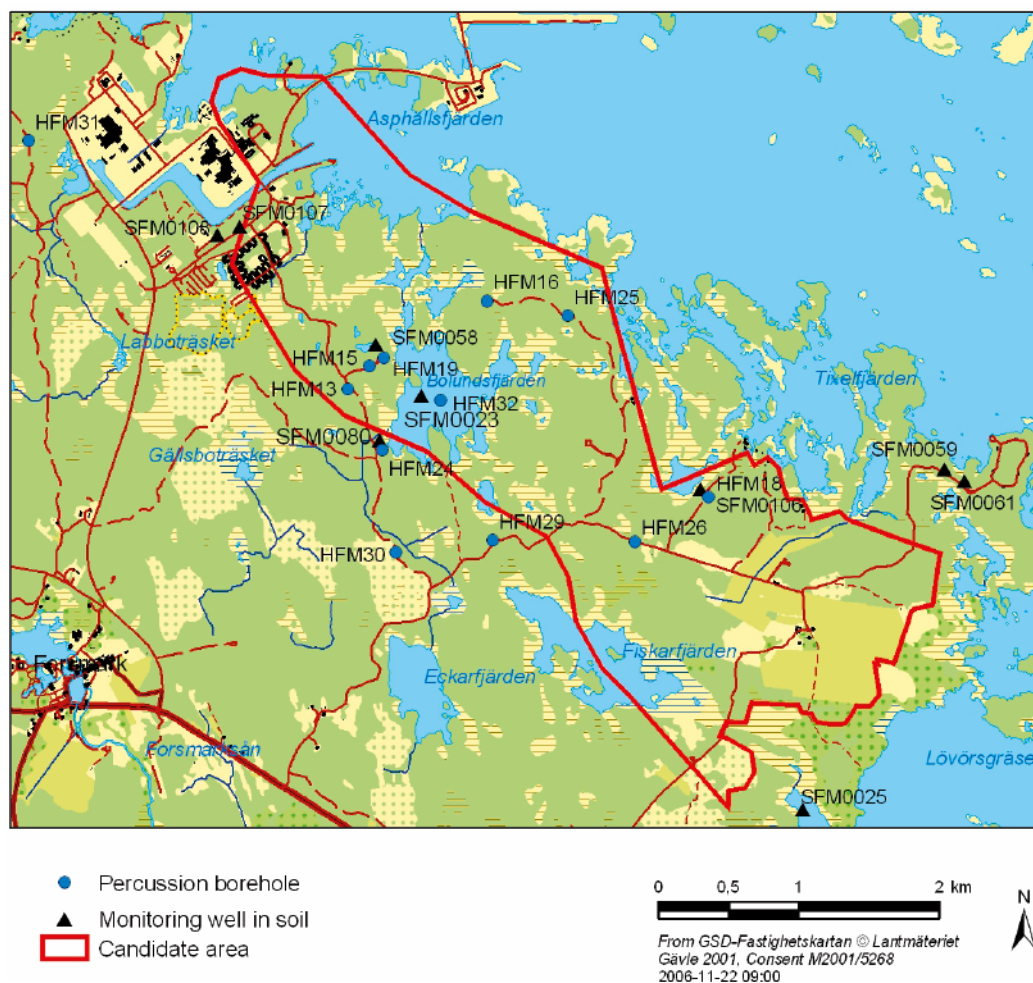 Asphällsfjärden
HFM31
SFM0107
SFM0108
HFM16
HFM25
SFM0058
Labboträsket
HFM15
HFM19
Bolundsfjärden
Tixelfjärden
HFM13
HFM32
SFM0023
SFM0080
Gällsboträsket
HFM24
SFM0059
HFM18
SFM0106
SFM0061
HFM29
HFM26
HFM30
Forsmark
Fiskarfjärden
Eckarfjärden
Forsmarksån
Lövörsgräse
SFM0025
Percussion borehole
Monitoring well in soil
Candidate area
0 0,5 1 2 km
N
From GSD-Fastighetskartan © Lantmäteriet
Gävle 2001, Consent M2001/5268
2006-11-22 09:00